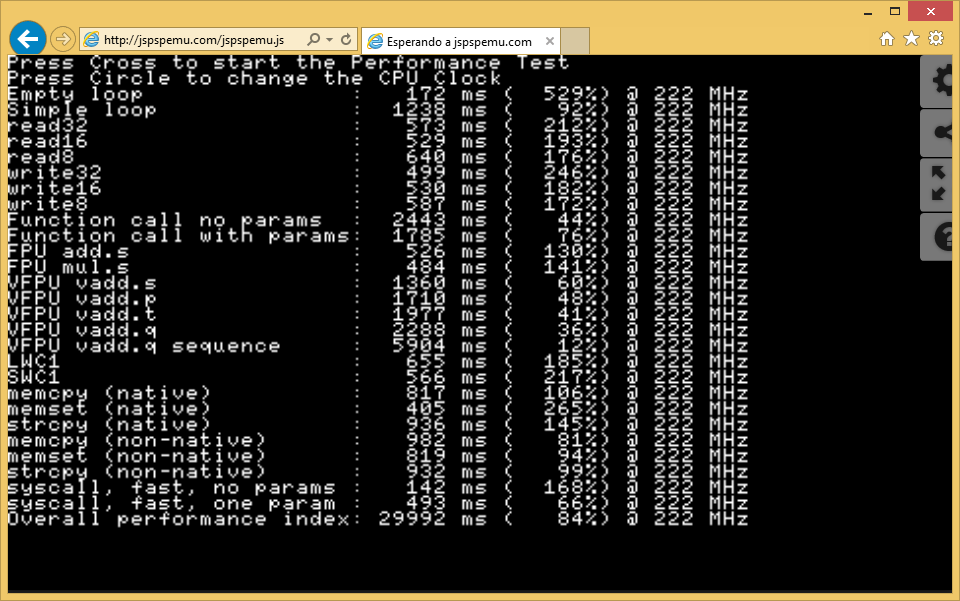 http://jspspemu.com/jspspemu.js
Esperando a jspspemu.com
Press Cross to start the Performance Test
Press Circle to change the CPU Clock
Empty loop : 172 ms ( 529%) @ 222 MHz
Simple loop : 1238 ms ( 92%) @ 222 MHz
read32 : 573 ms ( 212%) @ 222 MHz
read16 : 529 ms ( 193%) @ 222 MHz
read8 : 640 ms ( 176%) @ 222 MHz
write32 : 499 ms ( 246%) @ 222 MHz
write16 : 530 ms ( 182%) @ 222 MHz
write8 : 587 ms ( 172%) @ 222 MHz
Function call no params : 2443 ms ( 44%) @ 222 MHz
Function call with params: 1785 ms ( 76%) @ 222 MHz
FPU add.s : 526 ms ( 130%) @ 222 MHz
FPU mul.s : 484 ms ( 141%) @ 222 MHz
VFPU vadd.s : 1360 ms ( 60%) @ 222 MHz
VFPU vadd.p : 1710 ms ( 48%) @ 222 MHz
VFPU vadd.t : 1977 ms ( 41%) @ 222 MHz
VFPU vadd.q : 2288 ms ( 36%) @ 222 MHz
VFPU vadd.q sequence : 5904 ms ( 12%) @ 222 MHz
LWC1 : 655 ms ( 185%) @ 222 MHz
SWC1 : 566 ms ( 217%) @ 222 MHz
memcpy (native) : 817 ms ( 106%) @ 222 MHz
memset (native) : 405 ms ( 265%) @ 222 MHz
strcpy (native) : 936 ms ( 145%) @ 222 MHz
memcpy (non-native) : 982 ms ( 81%) @ 222 MHz
memset (non-native) : 819 ms ( 94%) @ 222 MHz
strcpy (non-native) : 932 ms ( 99%) @ 222 MHz
syscall, fast, no params : 142 ms ( 168%) @ 222 MHz
syscall, fast, one param : 493 ms ( 66%) @ 222 MHz
Overall performance index: 29992 ms ( 84%) @ 222 MHz